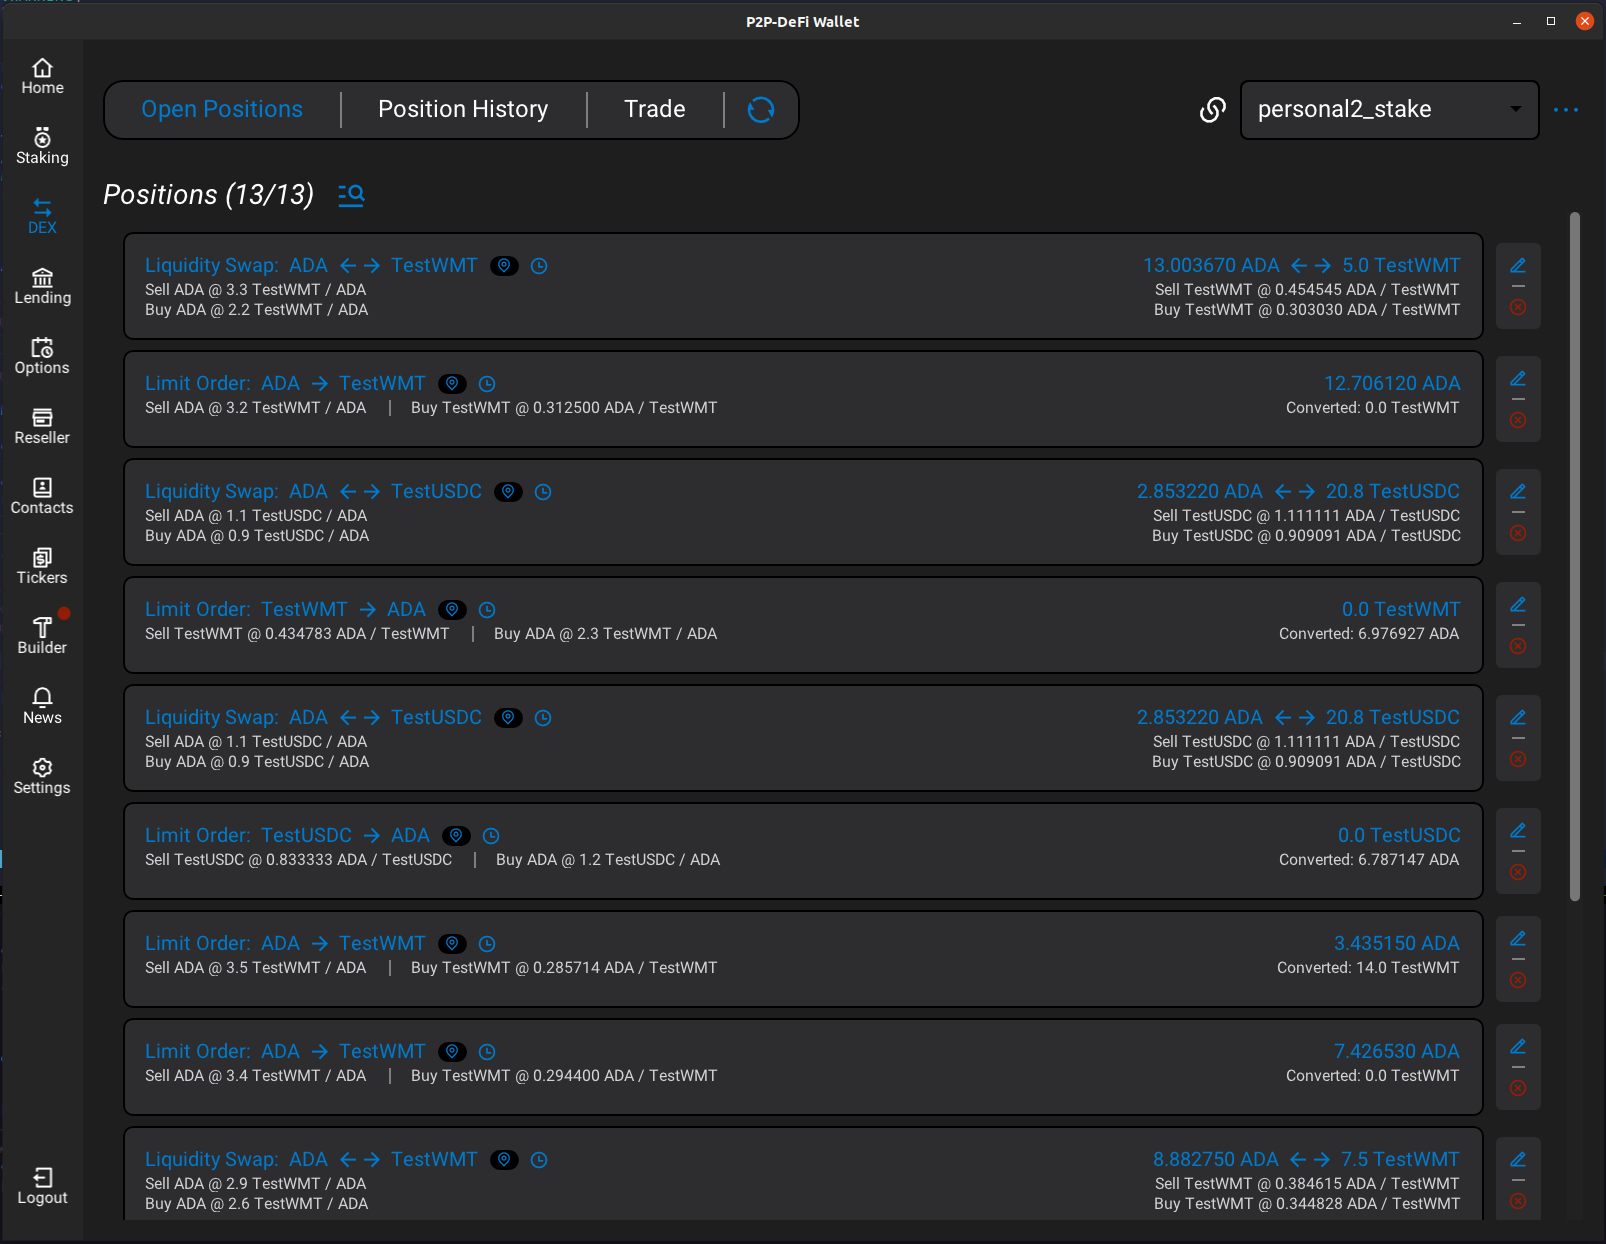 P2P-DeFi Wallet
Home
Staking
DEX
Lending
Options
Reseller
Contacts
Tickers
Builder
News
Settings
Logout
Open Positions | Position History | Trade
personal2_stake
Positions (13/13)
Liquidity Swap: ADA ← → TestWMT 13.003670 ADA ← → 5.0 TestWMT
Sell ADA @ 3.3 TestWMT / ADA Sell TestWMT @ 0.454545 ADA / TestWMT
Buy ADA @ 2.2 TestWMT / ADA Buy TestWMT @ 0.303030 ADA / TestWMT
Limit Order: ADA → TestWMT 12.706120 ADA
Sell ADA @ 3.2 TestWMT / ADA | Buy TestWMT @ 0.312500 ADA / TestWMT Converted: 0.0 TestWMT
Liquidity Swap: ADA ← → TestUSDC 2.853220 ADA ← → 20.8 TestUSDC
Sell ADA @ 1.1 TestUSDC / ADA Sell TestUSDC @ 1.111111 ADA / TestUSDC
Buy ADA @ 0.9 TestUSDC / ADA Buy TestUSDC @ 0.909091 ADA / TestUSDC
Limit Order: TestWMT → ADA 0.0 TestWMT
Sell TestWMT @ 0.434783 ADA / TestWMT | Buy ADA @ 2.3 TestWMT / ADA Converted: 6.976927 ADA
Liquidity Swap: ADA ← → TestUSDC 2.853220 ADA ← → 20.8 TestUSDC
Sell ADA @ 1.1 TestUSDC / ADA Sell TestUSDC @ 1.111111 ADA / TestUSDC
Buy ADA @ 0.9 TestUSDC / ADA Buy TestUSDC @ 0.909091 ADA / TestUSDC
Limit Order: TestUSDC → ADA 0.0 TestUSDC
Sell TestUSDC @ 0.833333 ADA / TestUSDC | Buy ADA @ 1.2 TestUSDC / ADA Converted: 6.787147 ADA
Limit Order: ADA → TestWMT 3.435150 ADA
Sell ADA @ 3.5 TestWMT / ADA | Buy TestWMT @ 0.285714 ADA / TestWMT Converted: 14.0 TestWMT
Limit Order: ADA → TestWMT 7.426530 ADA
Sell ADA @ 3.4 TestWMT / ADA | Buy TestWMT @ 0.294400 ADA / TestWMT Converted: 0.0 TestWMT
Liquidity Swap: ADA ← → TestWMT 8.882750 ADA ← → 7.5 TestWMT
Sell ADA @ 2.9 TestWMT / ADA Sell TestWMT @ 0.384615 ADA / TestWMT
Buy ADA @ 2.6 TestWMT / ADA Buy TestWMT @ 0.344828 ADA / TestWMT